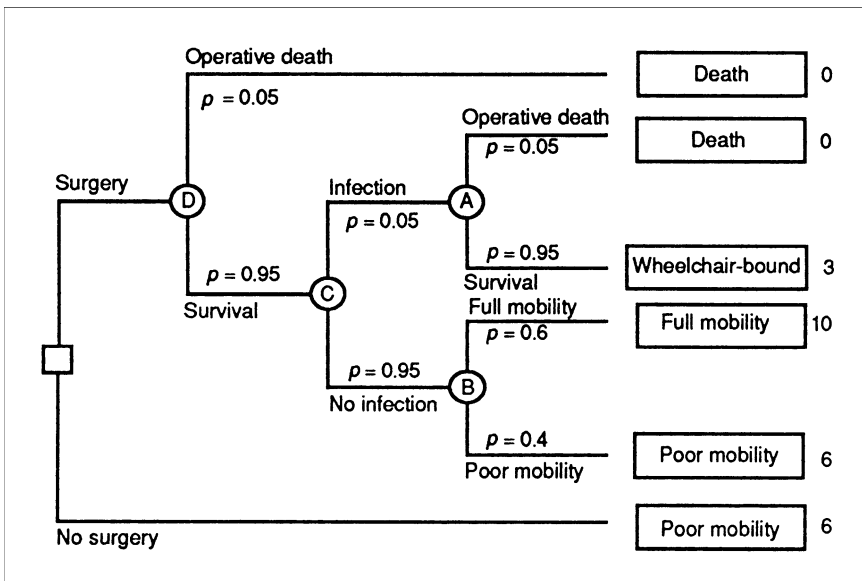 Operative death
Death 0
p = 0.05
Operative death
Death 0
p = 0.05
Surgery
D
Infection
A
p = 0.05
p = 0.95
Wheelchair-bound 3
Survival
p = 0.95
C
Survival
Full mobility
Full mobility 10
p = 0.6
p = 0.95
B
No infection
p = 0.4
Poor mobility 6
Poor mobility
Poor mobility 6
No surgery